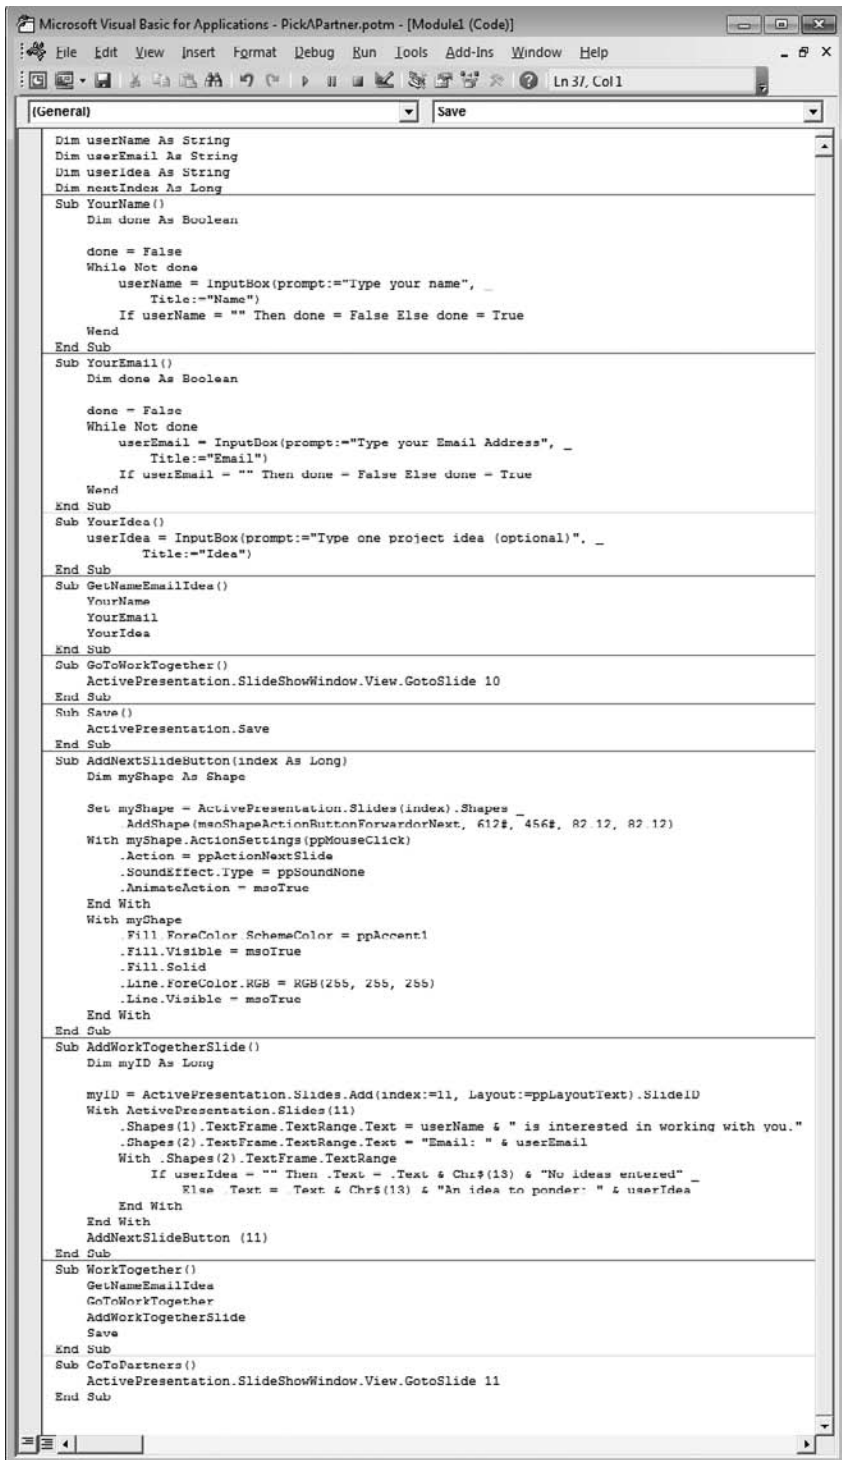 Microsoft Visual Basic for Applications - PickAPartner.potm - [Module1 (Code)]
File Edit View Insert Format Debug Run Tools Add-Ins Window Help
Ln 37, Col 1
(General) Save
Dim userName As String
Dim userEmail As String
Dim userIdea As String
Dim nextIndex As Long
Sub YourName()
    Dim done As Boolean

    done = False
    While Not done
        userName = InputBox(prompt:="Type your name", _
            Title:="Name")
        If userName = "" Then done = False Else done = True
    Wend
End Sub
Sub YourEmail()
    Dim done As Boolean

    done = False
    While Not done
        userEmail = InputBox(prompt:="Type your Email Address", _
            Title:="Email")
        If userEmail = "" Then done = False Else done = True
    Wend
End Sub
Sub YourIdea()
    userIdea = InputBox(prompt:="Type one project idea (optional)", _
            Title:="Idea")
End Sub
Sub GetNameEmailIdea()
    YourName
    YourEmail
    YourIdea
End Sub
Sub GoToWorkTogether()
    ActivePresentation.SlideShowWindow.View.GotoSlide 10
End Sub
Sub Save()
    ActivePresentation.Save
End Sub
Sub AddNextSlideButton(index As Long)
    Dim myShape As Shape

    Set myShape = ActivePresentation.Slides(index).Shapes _
        .AddShape(msoShapeActionButtonForwardorNext, 612#, 456#, 82.12, 82.12)
    With myShape.ActionSettings(ppMouseClick)
        .Action = ppActionNextSlide
        .SoundEffect.Type = ppSoundNone
        .AnimateAction = msoTrue
    End With
    With myShape
        .Fill.ForeColor.SchemeColor = ppAccent1
        .Fill.Visible = msoTrue
        .Fill.Solid
        .Line.ForeColor.RGB = RGB(255, 255, 255)
        .Line.Visible = msoTrue
    End With
End Sub
Sub AddWorkTogetherSlide()
    Dim myID As Long

    myID = ActivePresentation.Slides.Add(index:=11, Layout:=ppLayoutText).SlideID
    With ActivePresentation.Slides(11)
        .Shapes(1).TextFrame.TextRange.Text = userName & " is interested in working with you."
        .Shapes(2).TextFrame.TextRange.Text = "Email: " & userEmail
        With .Shapes(2).TextFrame.TextRange
            If userIdea = "" Then .Text = .Text & Chr$(13) & "No ideas entered" _
                Else .Text = .Text & Chr$(13) & "An idea to ponder: " & userIdea
        End With
    End With
    AddNextSlideButton (11)
End Sub
Sub WorkTogether()
    GetNameEmailIdea
    GoToWorkTogether
    AddWorkTogetherSlide
    Save
End Sub
Sub GoToPartners()
    ActivePresentation.SlideShowWindow.View.GotoSlide 11
End Sub